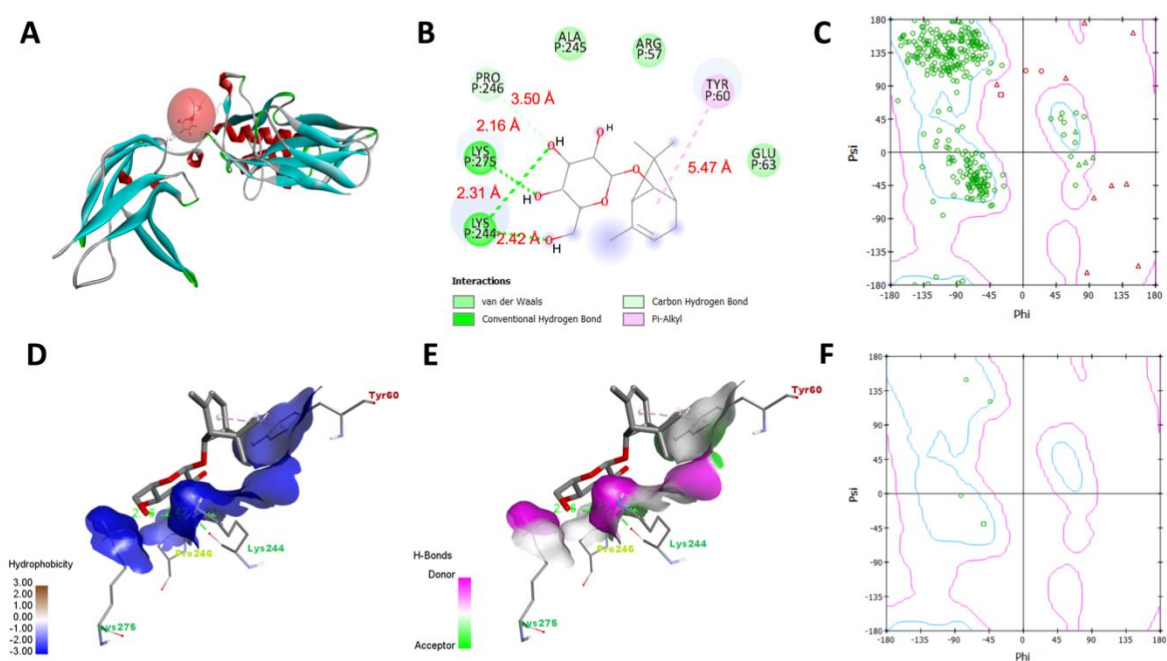 A
B
C
ALA
P:245
ARG
P:57
PRO
P:246
TYR
P:60
3.50 Å
2.16 Å
LYS
P:275
GLU
P:63
5.47 Å
2.31 Å
LYS
P:244
2.42 Å
H
H
H
H
O
O
O
O
O
O
Interactions
van der Waals
Conventional Hydrogen Bond
Carbon Hydrogen Bond
Pi-Alkyl
Psi
180
135
90
45
0
-45
-90
-135
-180
-180 -135 -90 -45 0 45 90 135 180
Phi
D
E
F
Tyr60
Lys244
Pro246
Lys275
Hydrophobicity
3.00
2.00
1.00
0.00
-1.00
-2.00
-3.00
Tyr60
Lys244
Pro246
Lys275
H-Bonds
Donor
Acceptor
Psi
180
135
90
45
0
-45
-90
-135
-180
-180 -135 -90 -45 0 45 90 135 180
Phi